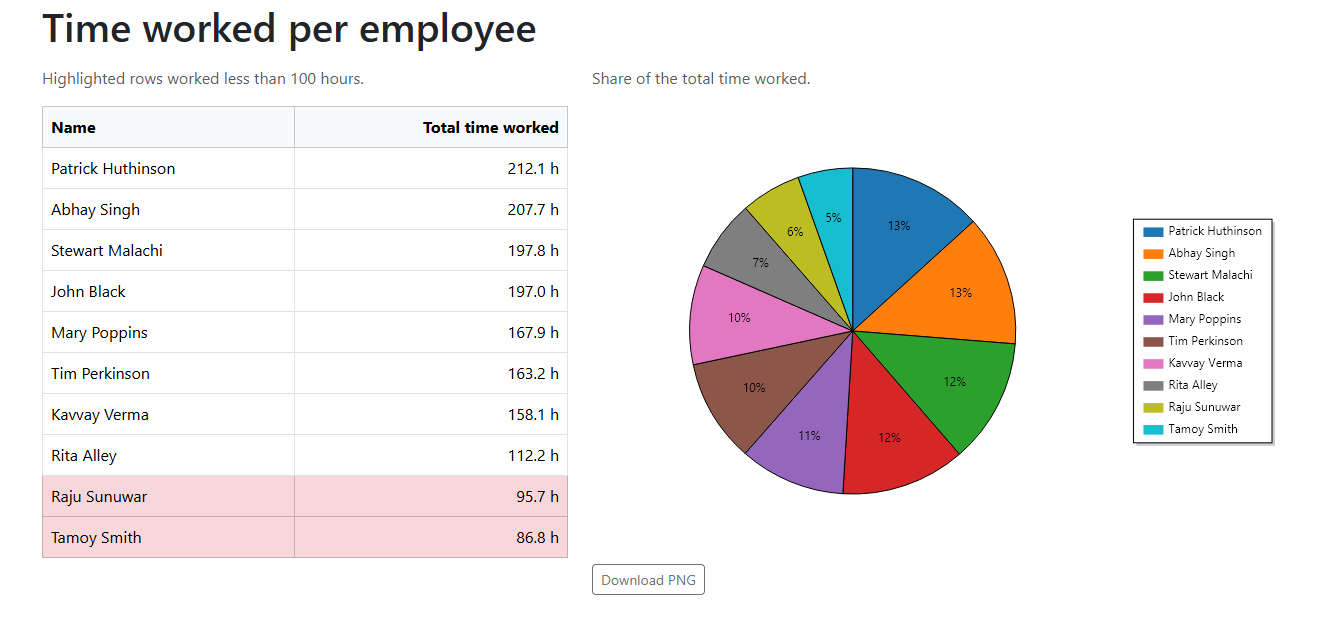 Time worked per employee
Highlighted rows worked less than 100 hours.
Name Total time worked
Patrick Huthinson 212.1 h
Abhay Singh 207.7 h
Stewart Malachi 197.8 h
John Black 197.0 h
Mary Poppins 167.9 h
Tim Perkinson 163.2 h
Kavvay Verma 158.1 h
Rita Alley 112.2 h
Raju Sunuwar 95.7 h
Tamoy Smith 86.8 h
Share of the total time worked.
13%
13%
12%
12%
11%
10%
10%
7%
6%
5%
Patrick Huthinson
Abhay Singh
Stewart Malachi
John Black
Mary Poppins
Tim Perkinson
Kavvay Verma
Rita Alley
Raju Sunuwar
Tamoy Smith
Download PNG